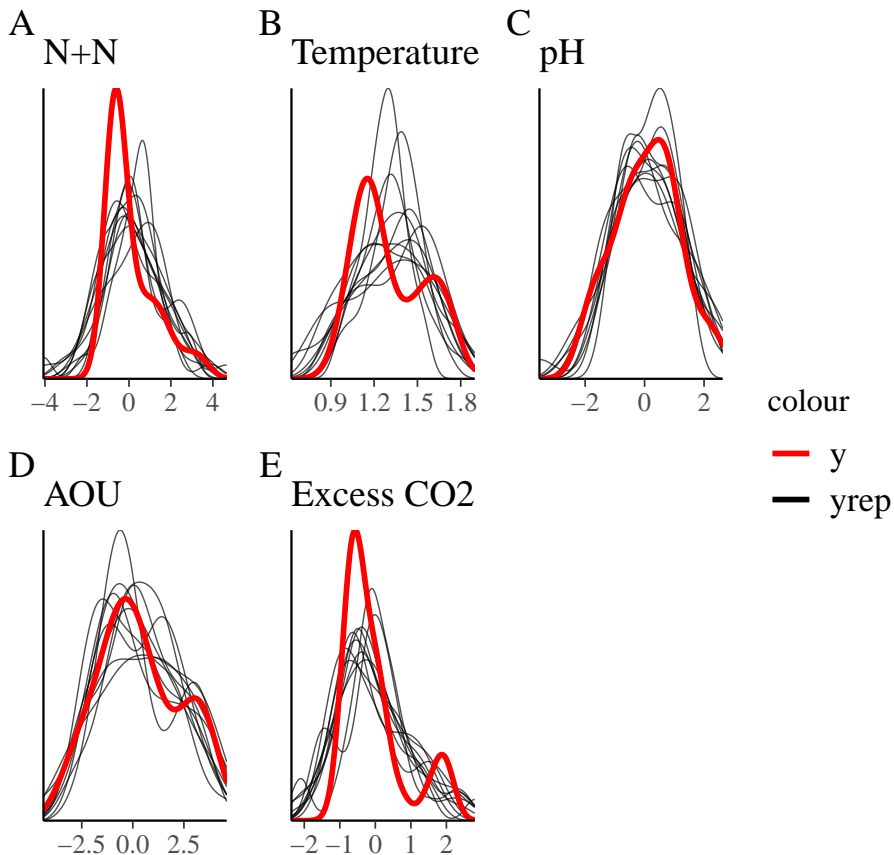 A
N+N
−4 −2 0 2 4
B
Temperature
0.9 1.2 1.5 1.8
C
pH
−2 0 2
D
AOU
−2.5 0.0 2.5
E
Excess CO2
−2 −1 0 1 2
colour
y
yrep